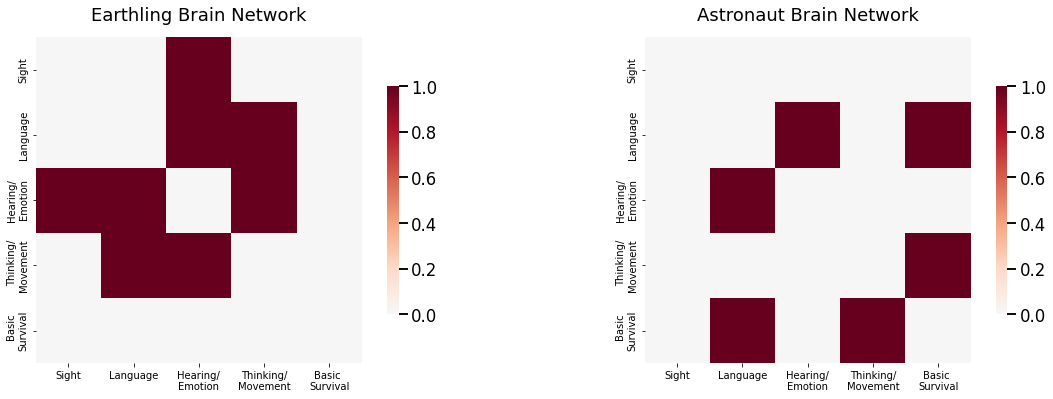 Earthling Brain Network
Astronaut Brain Network
Sight
Language
Hearing/
Emotion
Thinking/
Movement
Basic
Survival
Sight
Language
Hearing/
Emotion
Thinking/
Movement
Basic
Survival
1.0
0.8
0.6
0.4
0.2
0.0
Sight
Language
Hearing/
Emotion
Thinking/
Movement
Basic
Survival
Sight
Language
Hearing/
Emotion
Thinking/
Movement
Basic
Survival
1.0
0.8
0.6
0.4
0.2
0.0